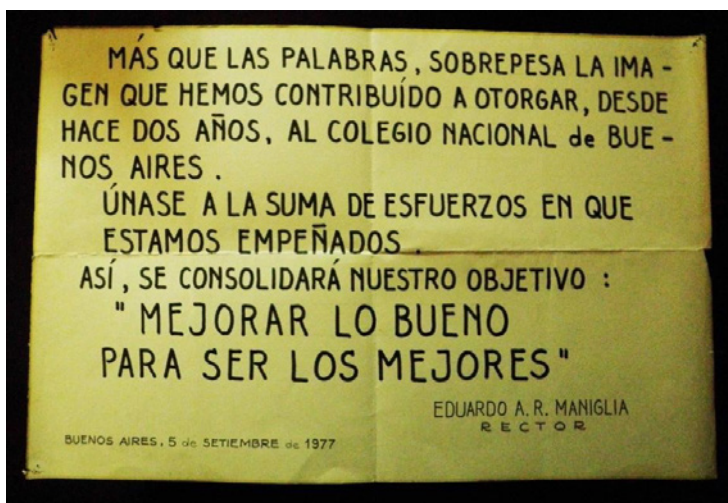 MÁS QUE LAS PALABRAS, SOBREPESA LA IMA-
GEN QUE HEMOS CONTRIBUÍDO A OTORGAR, DESDE
HACE DOS AÑOS, AL COLEGIO NACIONAL de BUE-
NOS AIRES.
ÚNASE A LA SUMA DE ESFUERZOS EN QUE
ESTAMOS EMPEÑADOS.
ASÍ, SE CONSOLIDARÁ NUESTRO OBJETIVO:
"MEJORAR LO BUENO
PARA SER LOS MEJORES"
EDUARDO A. R. MANIGLIA
RECTOR
BUENOS AIRES, 5 de SETIEMBRE de 1977